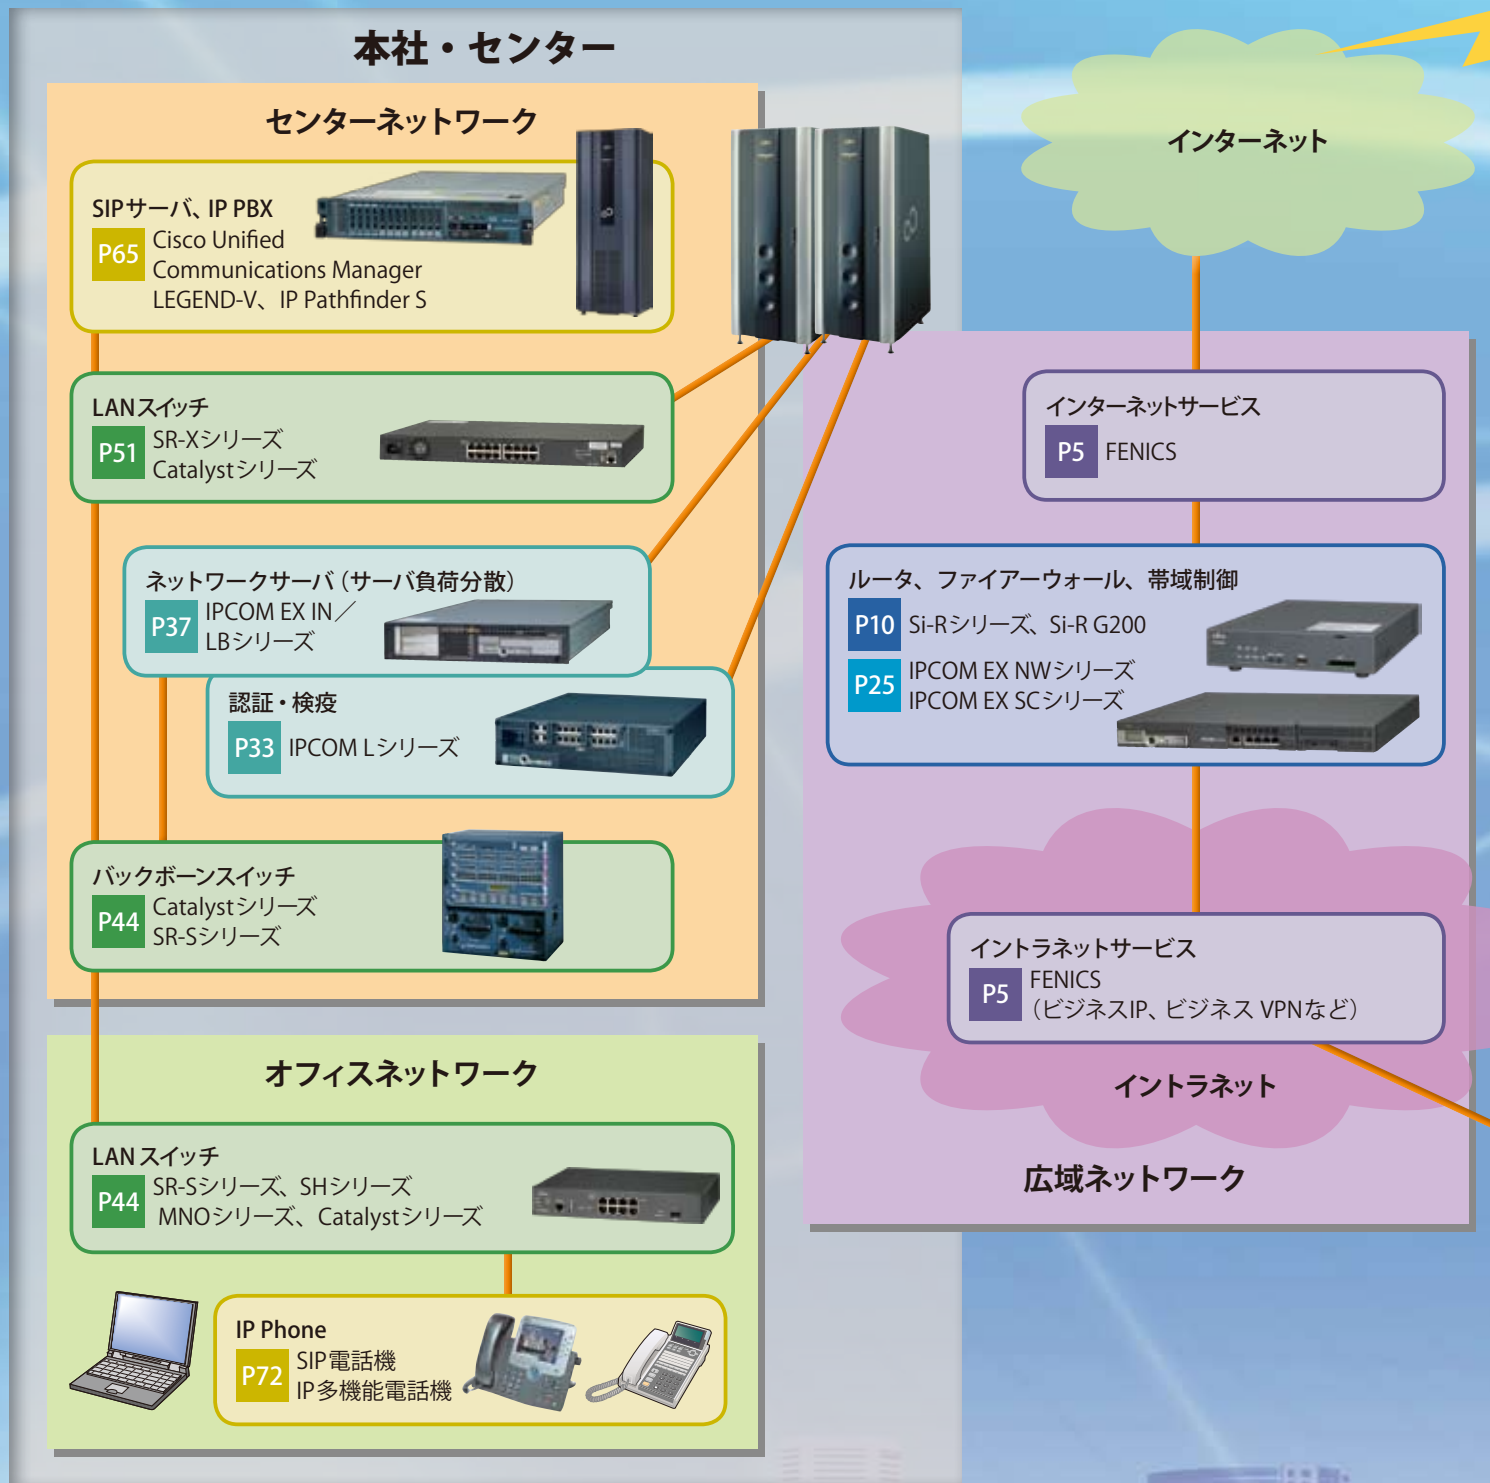 本社・センター
センターネットワーク
SIPサーバ、IP PBX
P65
Cisco Unified
Communications Manager
LEGEND-V、IP Pathfinder S
LANスイッチ
P51
SR-Xシリーズ
Catalystシリーズ
ネットワークサーバ（サーバ負荷分散）
P37
IPCOM EX IN／
LBシリーズ
認証・検疫
P33 IPCOM Lシリーズ
バックボーンスイッチ
P44
Catalystシリーズ
SR-Sシリーズ
オフィスネットワーク
LANスイッチ
P44
SR-Sシリーズ、SHシリーズ
MNOシリーズ、Catalystシリーズ
IP Phone
P72
SIP電話機
IP多機能電話機
インターネット
インターネットサービス
P5 FENICS
ルータ、ファイアーウォール、帯域制御
P10 Si-Rシリーズ、Si-R G200
P25
IPCOM EX NWシリーズ
IPCOM EX SCシリーズ
イントラネットサービス
P5
FENICS
（ビジネスIP、ビジネス VPNなど）
イントラネット
広域ネットワーク